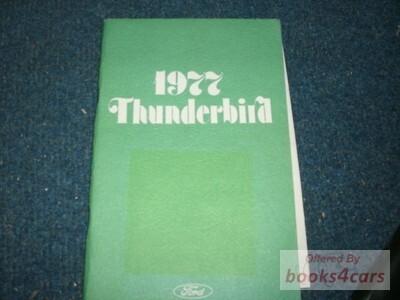 1977
Thunderbird
Ford
Offered By
books4cars